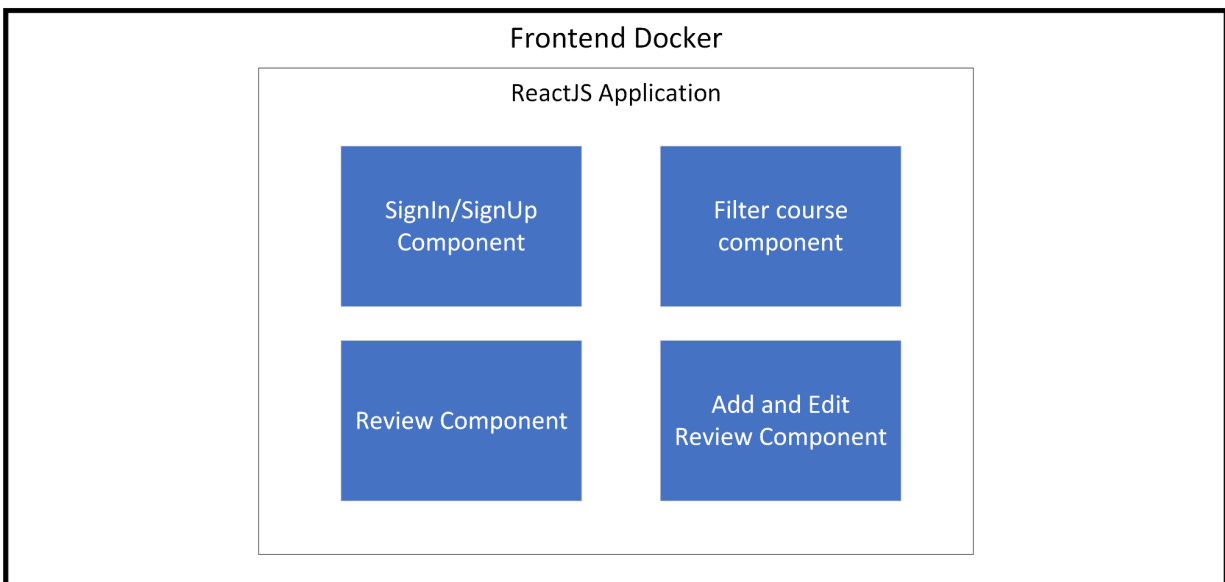 Frontend Docker
ReactJS Application
SignIn/SignUp
Component
Filter course
component
Review Component
Add and Edit
Review Component